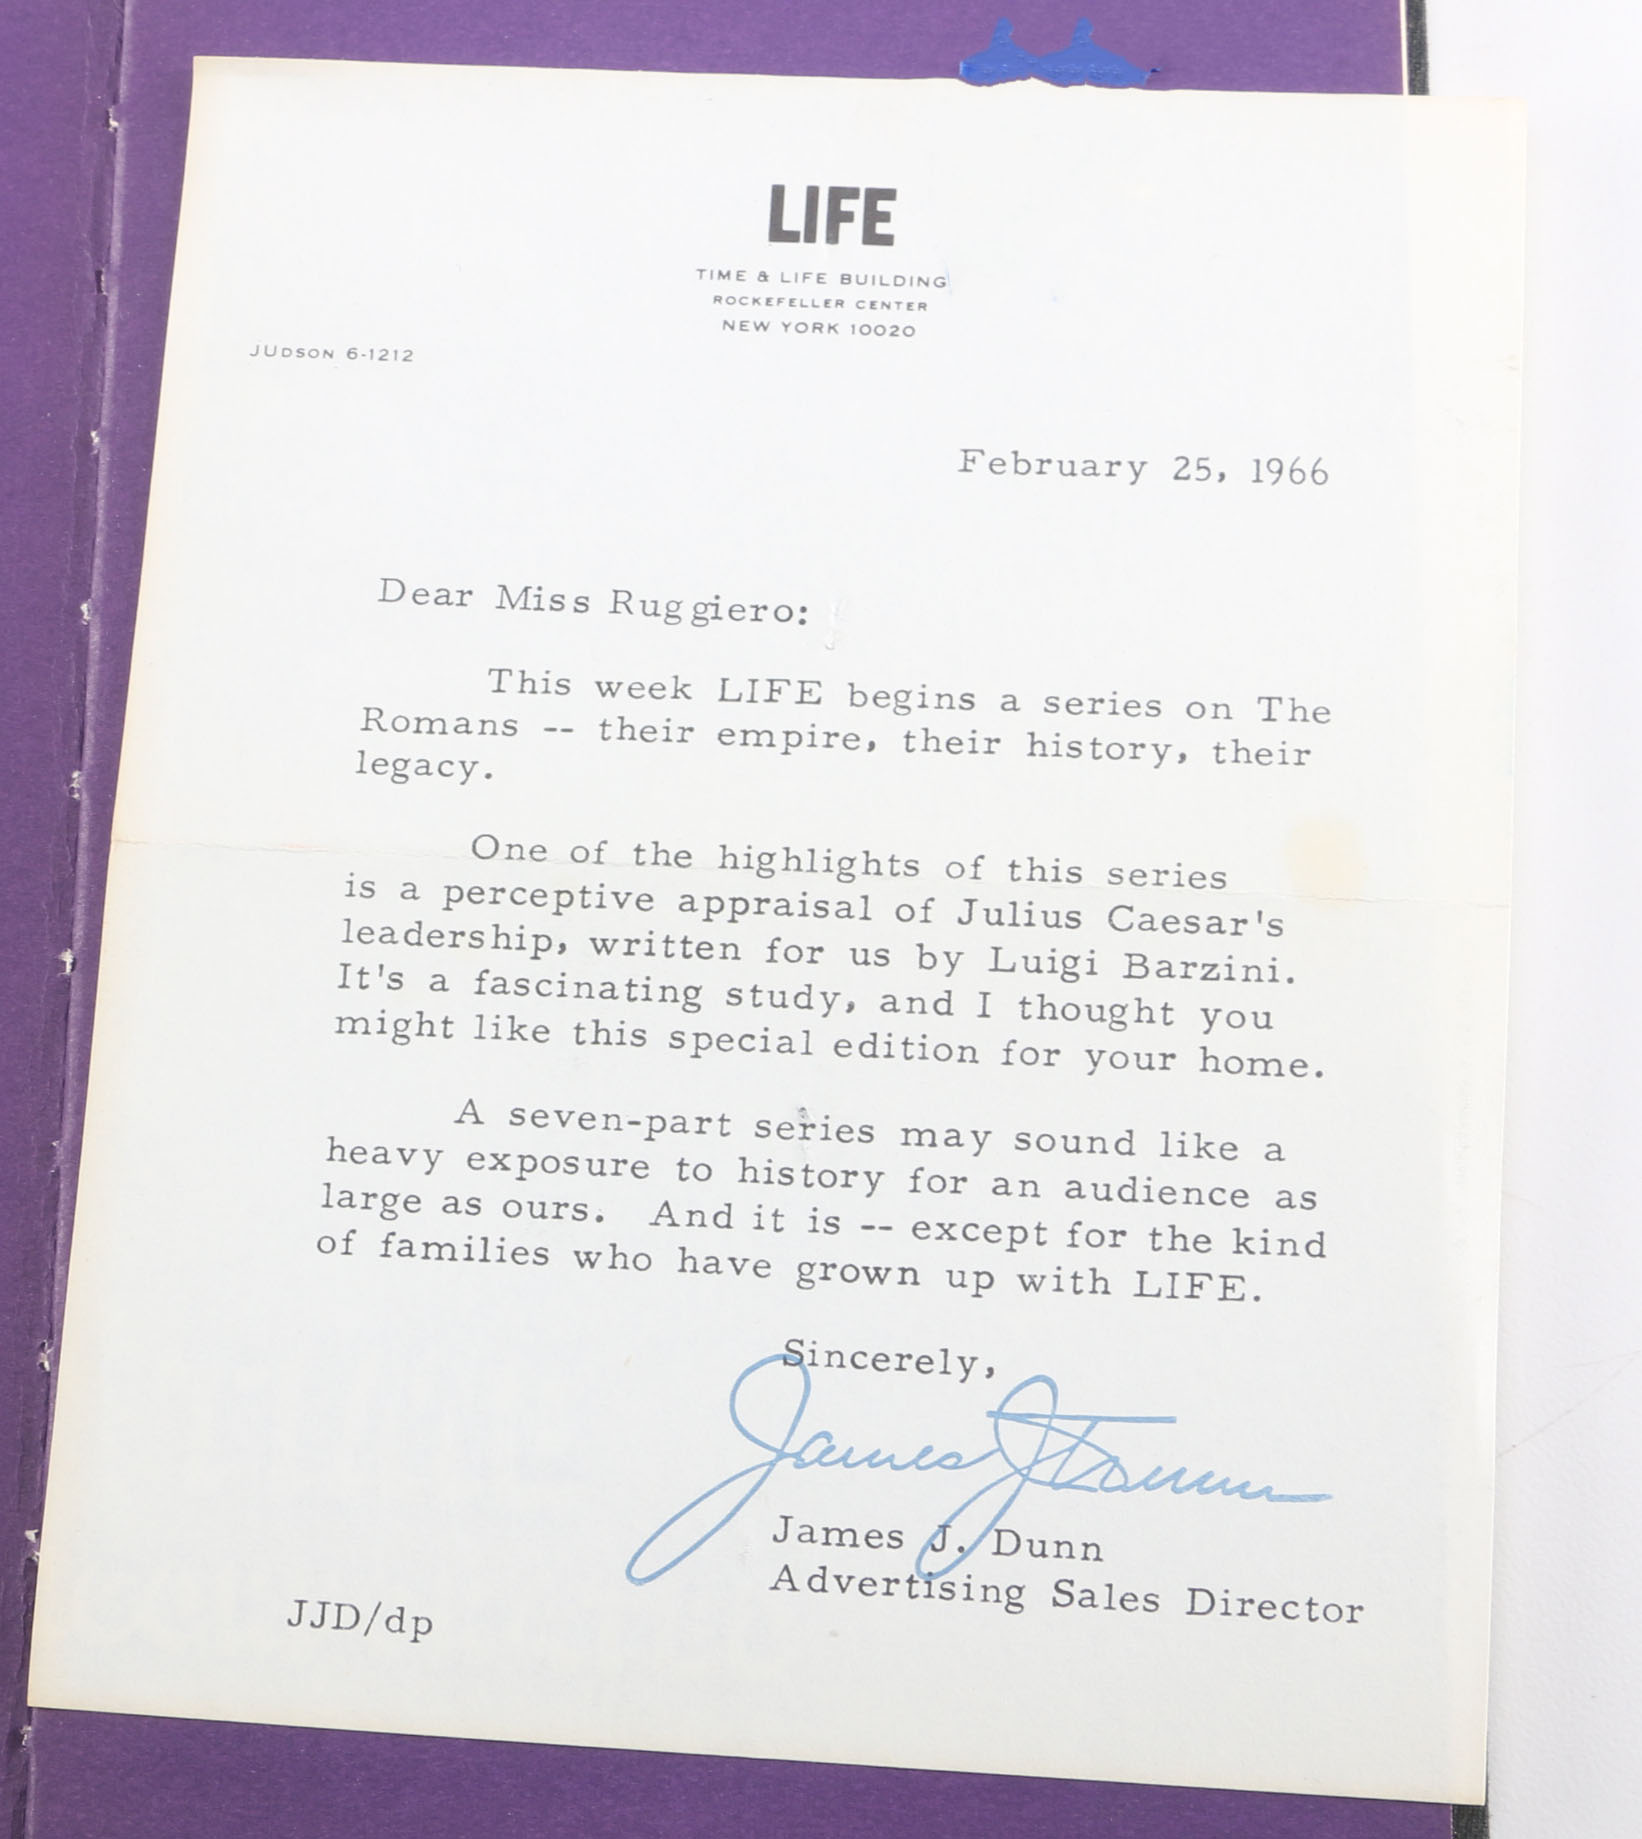 LIFE
TIME & LIFE BUILDING
ROCKEFELLER CENTER
NEW YORK 10020
JUDSON 6-1212
February 25, 1966
Dear Miss Ruggiero:
This week LIFE begins a series on The
Romans -- their empire, their history, their
legacy.
One of the highlights of this series
is a perceptive appraisal of Julius Caesar's
leadership, written for us by Luigi Barzini.
It's a fascinating study, and I thought you
might like this special edition for your home.
A seven-part series may sound like a
heavy exposure to history for an audience as
large as ours. And it is -- except for the kind
of families who have grown up with LIFE.
Sincerely,
James J Dunn
James J. Dunn
Advertising Sales Director
JJD/dp